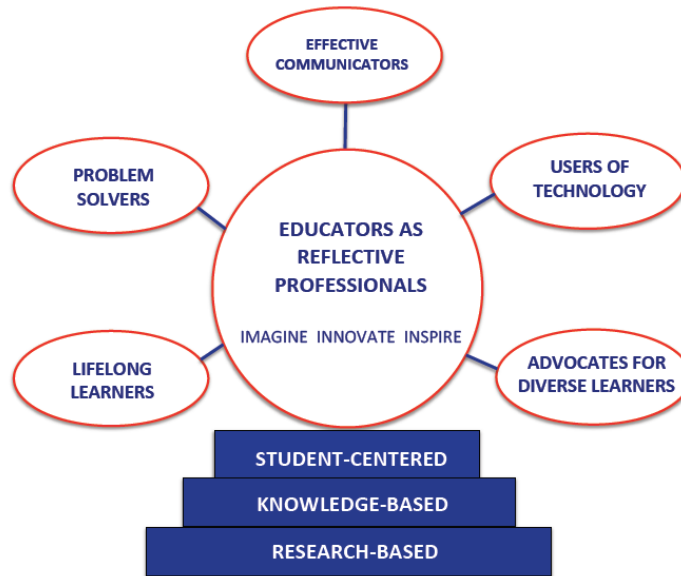 EFFECTIVE
COMMUNICATORS
PROBLEM
SOLVERS
USERS OF
TECHNOLOGY
EDUCATORS AS
REFLECTIVE
PROFESSIONALS
IMAGINE INNOVATE INSPIRE
LIFELONG
LEARNERS
ADVOCATES FOR
DIVERSE LEARNERS
STUDENT-CENTERED
KNOWLEDGE-BASED
RESEARCH-BASED